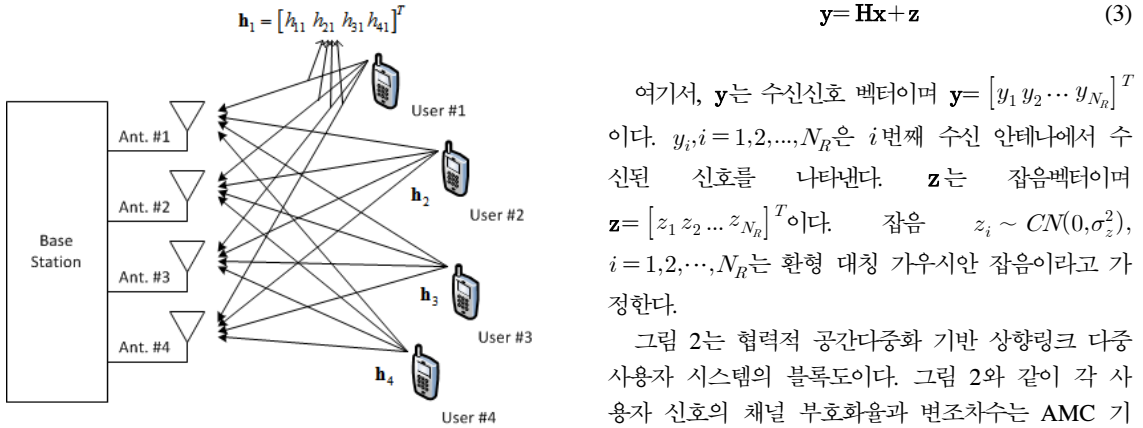 h₁ = [h₁₁ h₂₁ h₃₁ h₄₁]ᵀ
User #1
Ant. #1
h₂
User #2
Ant. #2
Base
Station
Ant. #3
h₃
User #3
Ant. #4
h₄
User #4
y= Hx+ z (3)
여기서, y는 수신신호 벡터이며 y= [y₁ y₂ ⋯ y_{N_R}]ᵀ
이다. y_i,i = 1,2,...,N_R은 i번째 수신 안테나에서 수
신된 신호를 나타낸다. z는 잡음벡터이며
z= [z₁ z₂ ... z_{N_R}]ᵀ이다. 잡음 z_i ~ CN(0,σ_z²),
i = 1,2,⋯,N_R는 환형 대칭 가우시안 잡음이라고 가
정한다.
그림 2는 협력적 공간다중화 기반 상향링크 다중
사용자 시스템의 블록도이다. 그림 2와 같이 각 사
용자 신호의 채널 부호화율과 변조차수는 AMC 기